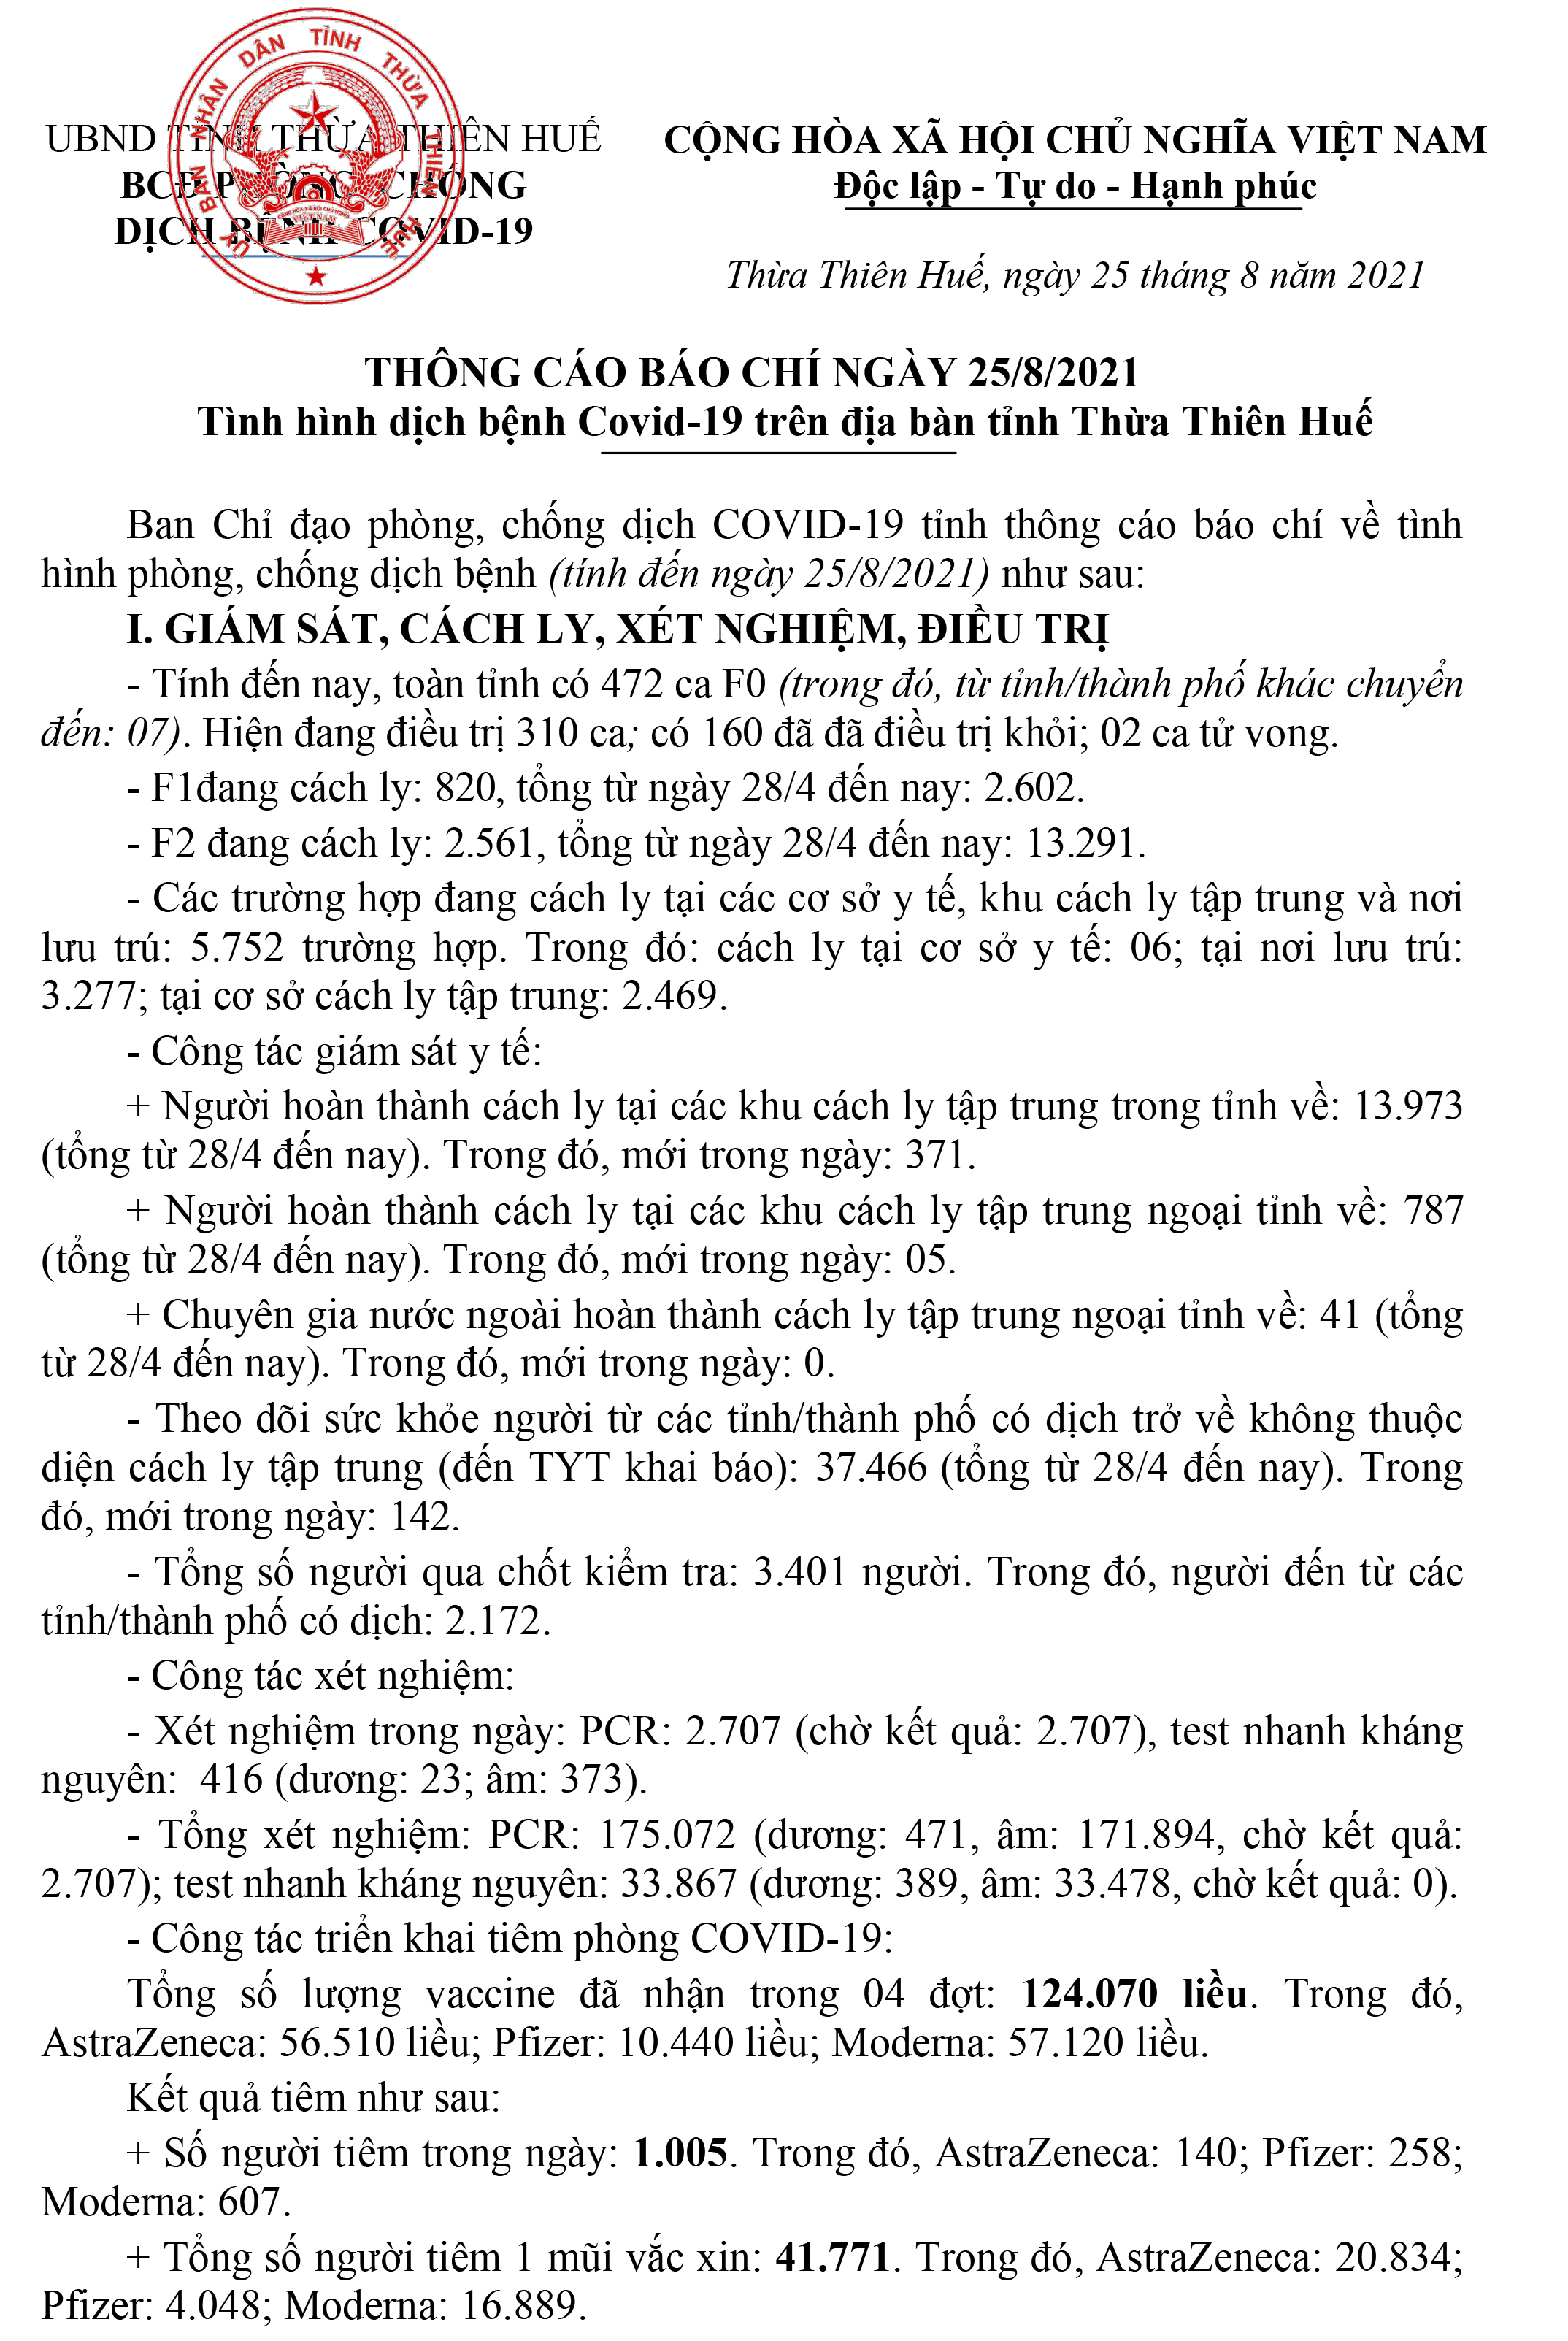 UBND TỈNH THỪA THIÊN HUẾ
BCĐ PHÒNG, CHỐNG
DỊCH BỆNH COVID-19
ỦY BAN NHÂN DÂN TỈNH THỪA THIÊN HUẾ
CỘNG HÒA XÃ HỘI CHỦ NGHĨA
VIỆT NAM
CỘNG HÒA XÃ HỘI CHỦ NGHĨA VIỆT NAM
Độc lập - Tự do - Hạnh phúc
Thừa Thiên Huế, ngày 25 tháng 8 năm 2021
THÔNG CÁO BÁO CHÍ NGÀY 25/8/2021
Tình hình dịch bệnh Covid-19 trên địa bàn tỉnh Thừa Thiên Huế
Ban Chỉ đạo phòng, chống dịch COVID-19 tỉnh thông cáo báo chí về tình
hình phòng, chống dịch bệnh (tính đến ngày 25/8/2021) như sau:
I. GIÁM SÁT, CÁCH LY, XÉT NGHIỆM, ĐIỀU TRỊ
- Tính đến nay, toàn tỉnh có 472 ca F0 (trong đó, từ tỉnh/thành phố khác chuyển
đến: 07). Hiện đang điều trị 310 ca; có 160 đã đã điều trị khỏi; 02 ca tử vong.
- F1đang cách ly: 820, tổng từ ngày 28/4 đến nay: 2.602.
- F2 đang cách ly: 2.561, tổng từ ngày 28/4 đến nay: 13.291.
- Các trường hợp đang cách ly tại các cơ sở y tế, khu cách ly tập trung và nơi
lưu trú: 5.752 trường hợp. Trong đó: cách ly tại cơ sở y tế: 06; tại nơi lưu trú:
3.277; tại cơ sở cách ly tập trung: 2.469.
- Công tác giám sát y tế:
+ Người hoàn thành cách ly tại các khu cách ly tập trung trong tỉnh về: 13.973
(tổng từ 28/4 đến nay). Trong đó, mới trong ngày: 371.
+ Người hoàn thành cách ly tại các khu cách ly tập trung ngoại tỉnh về: 787
(tổng từ 28/4 đến nay). Trong đó, mới trong ngày: 05.
+ Chuyên gia nước ngoài hoàn thành cách ly tập trung ngoại tỉnh về: 41 (tổng
từ 28/4 đến nay). Trong đó, mới trong ngày: 0.
- Theo dõi sức khỏe người từ các tỉnh/thành phố có dịch trở về không thuộc
diện cách ly tập trung (đến TYT khai báo): 37.466 (tổng từ 28/4 đến nay). Trong
đó, mới trong ngày: 142.
- Tổng số người qua chốt kiểm tra: 3.401 người. Trong đó, người đến từ các
tỉnh/thành phố có dịch: 2.172.
- Công tác xét nghiệm:
- Xét nghiệm trong ngày: PCR: 2.707 (chờ kết quả: 2.707), test nhanh kháng
nguyên: 416 (dương: 23; âm: 373).
- Tổng xét nghiệm: PCR: 175.072 (dương: 471, âm: 171.894, chờ kết quả:
2.707); test nhanh kháng nguyên: 33.867 (dương: 389, âm: 33.478, chờ kết quả: 0).
- Công tác triển khai tiêm phòng COVID-19:
Tổng số lượng vaccine đã nhận trong 04 đợt: 124.070 liều. Trong đó,
AstraZeneca: 56.510 liều; Pfizer: 10.440 liều; Moderna: 57.120 liều.
Kết quả tiêm như sau:
+ Số người tiêm trong ngày: 1.005. Trong đó, AstraZeneca: 140; Pfizer: 258;
Moderna: 607.
+ Tổng số người tiêm 1 mũi vắc xin: 41.771. Trong đó, AstraZeneca: 20.834;
Pfizer: 4.048; Moderna: 16.889.